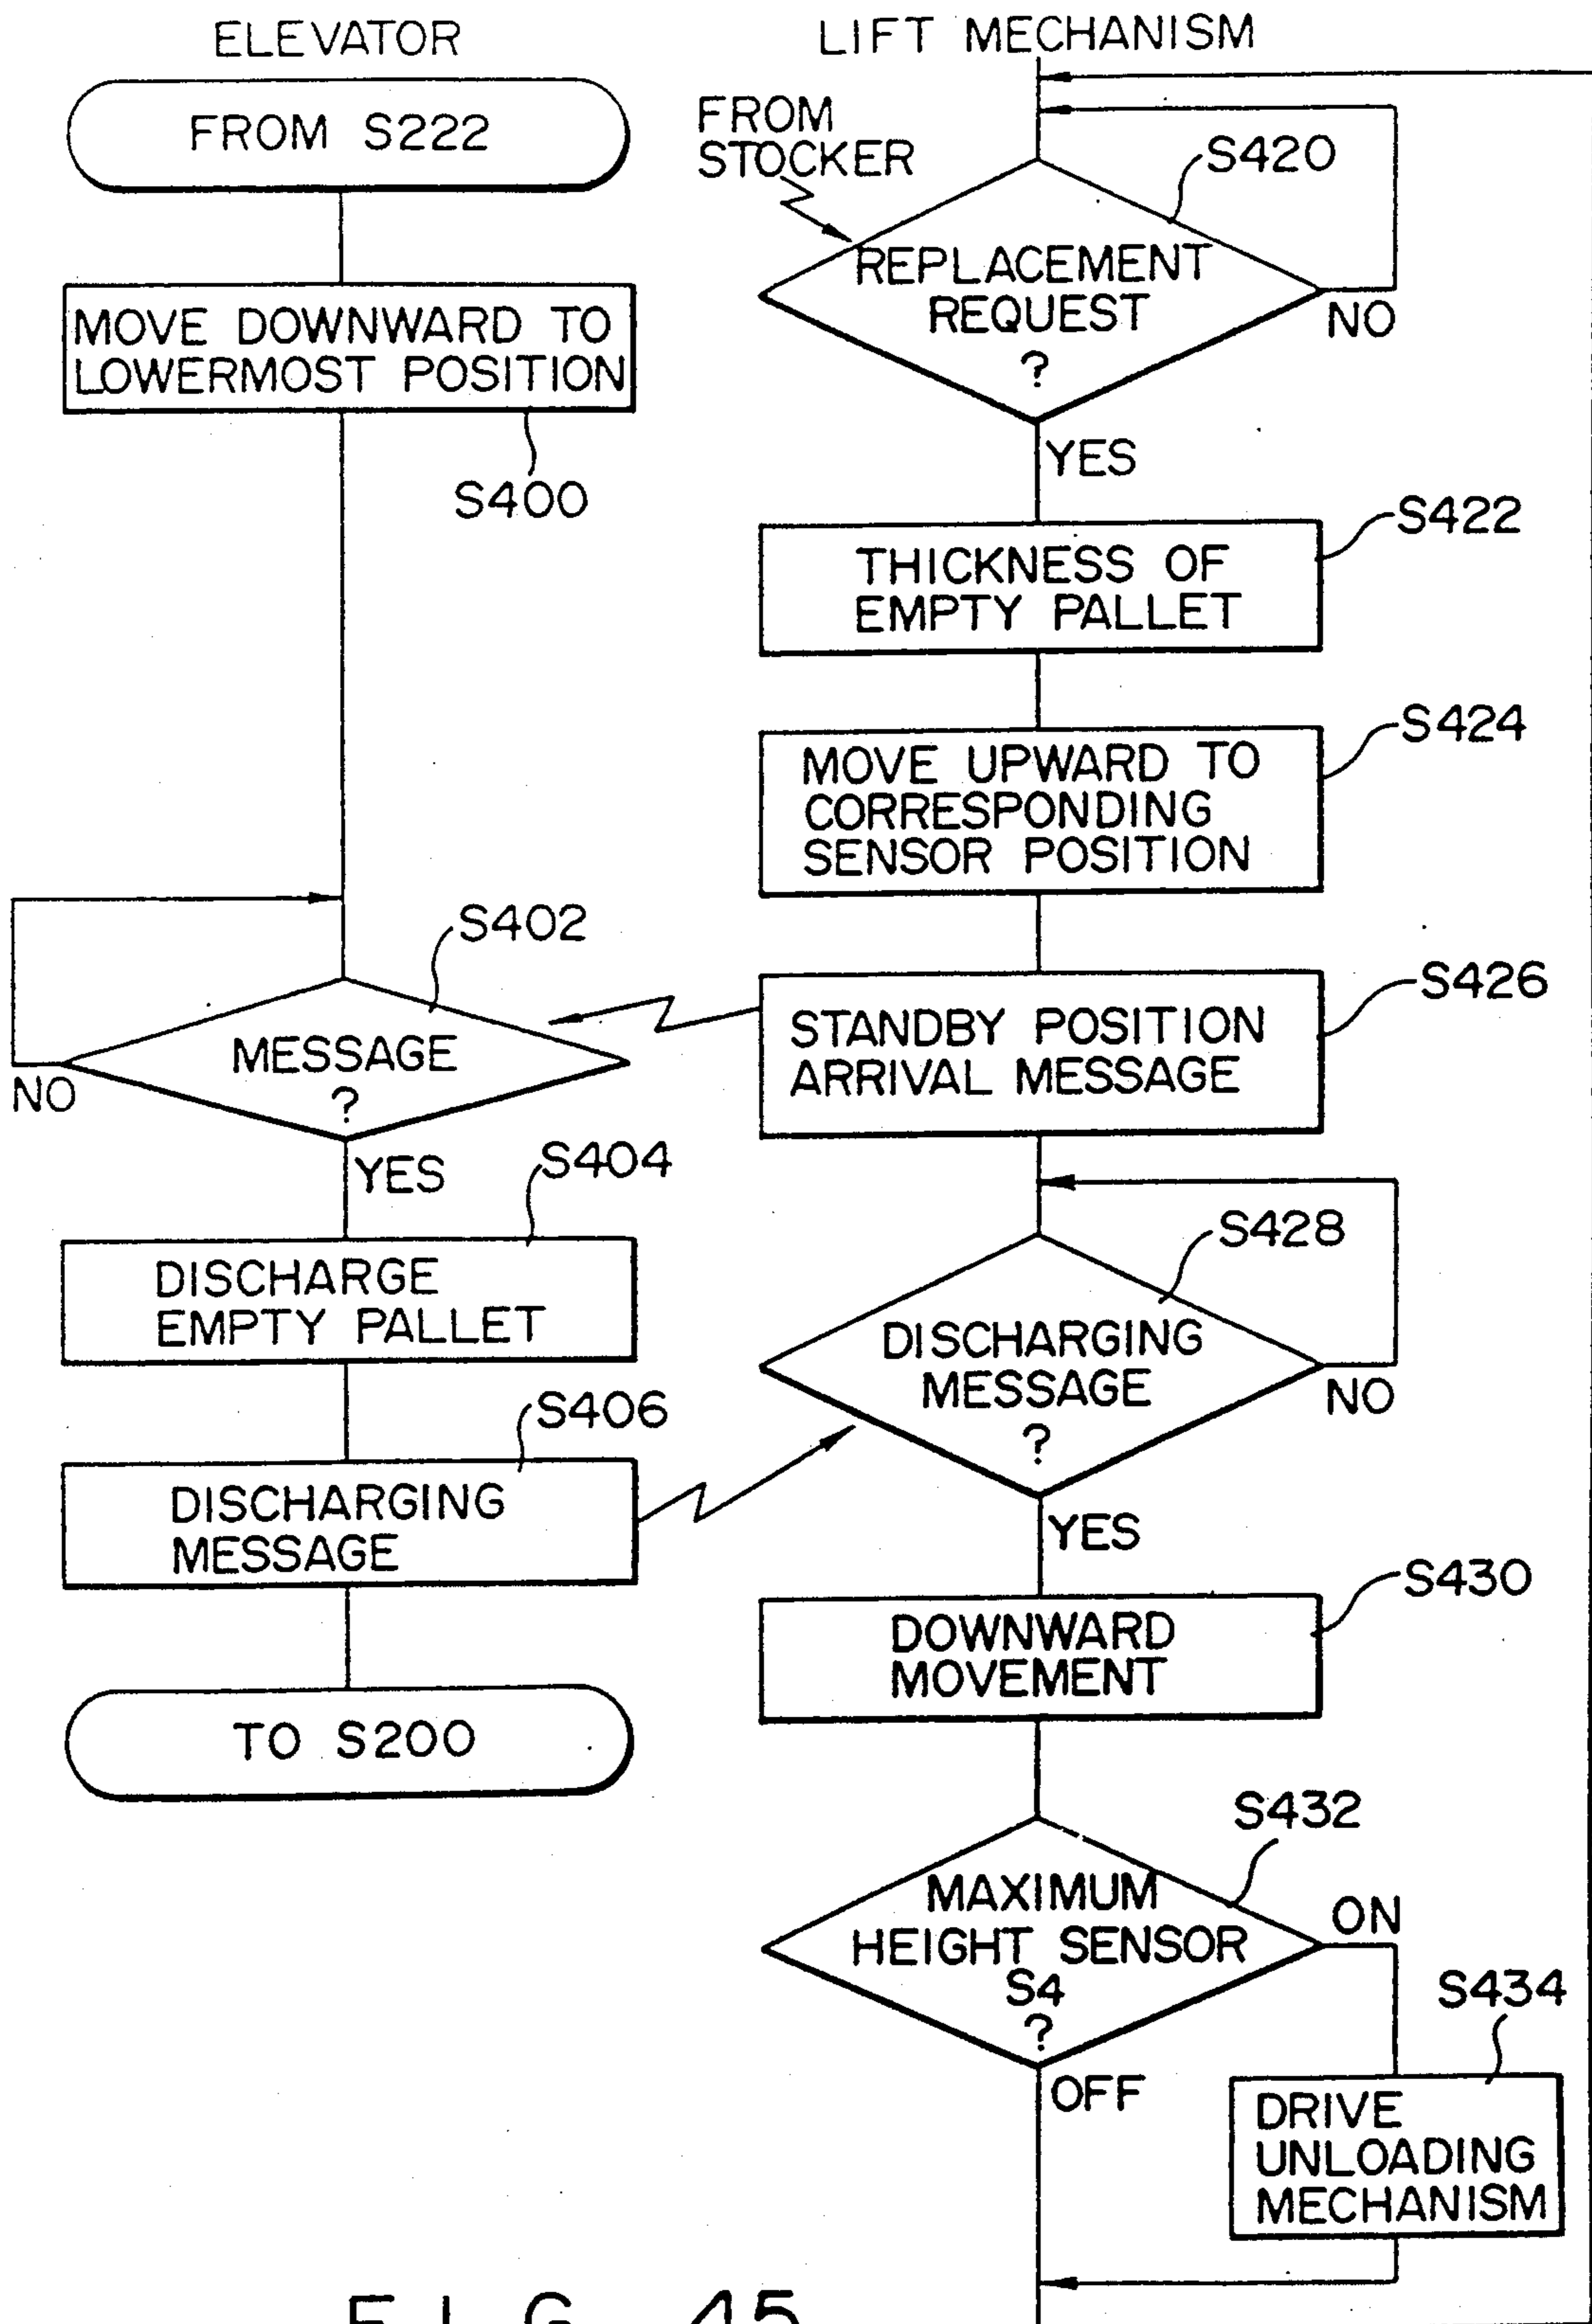 ELEVATOR
FROM S222
MOVE DOWNWARD TO
LOWERMOST POSITION
S400
S402
MESSAGE
?
NO
YES
S404
DISCHARGE
EMPTY PALLET
S406
DISCHARGING
MESSAGE
TO S200
LIFT MECHANISM
FROM
STOCKER
S420
REPLACEMENT
REQUEST
?
NO
YES
S422
THICKNESS OF
EMPTY PALLET
S424
MOVE UPWARD TO
CORRESPONDING
SENSOR POSITION
S426
STANDBY POSITION
ARRIVAL MESSAGE
S428
DISCHARGING
MESSAGE
?
NO
YES
S430
DOWNWARD
MOVEMENT
S432
MAXIMUM
HEIGHT SENSOR
S4
?
ON
OFF
S434
DRIVE
UNLOADING
MECHANISM
FIG. 45